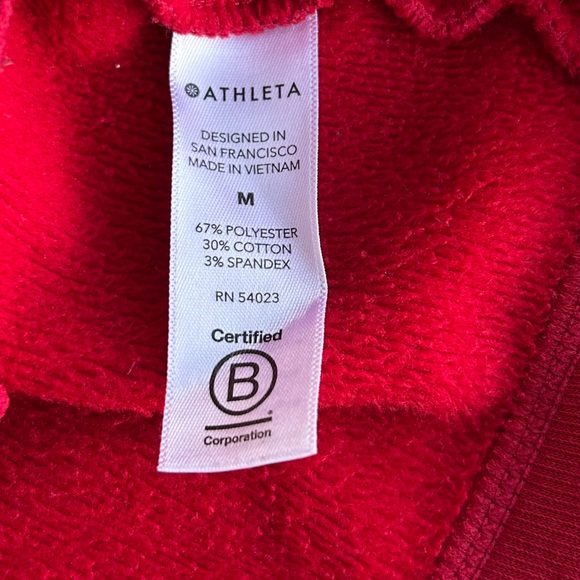 ATHLETA
DESIGNED IN
SAN FRANCISCO
MADE IN VIETNAM
M
67% POLYESTER
30% COTTON
3% SPANDEX
RN 54023
Certified
B
Corporation